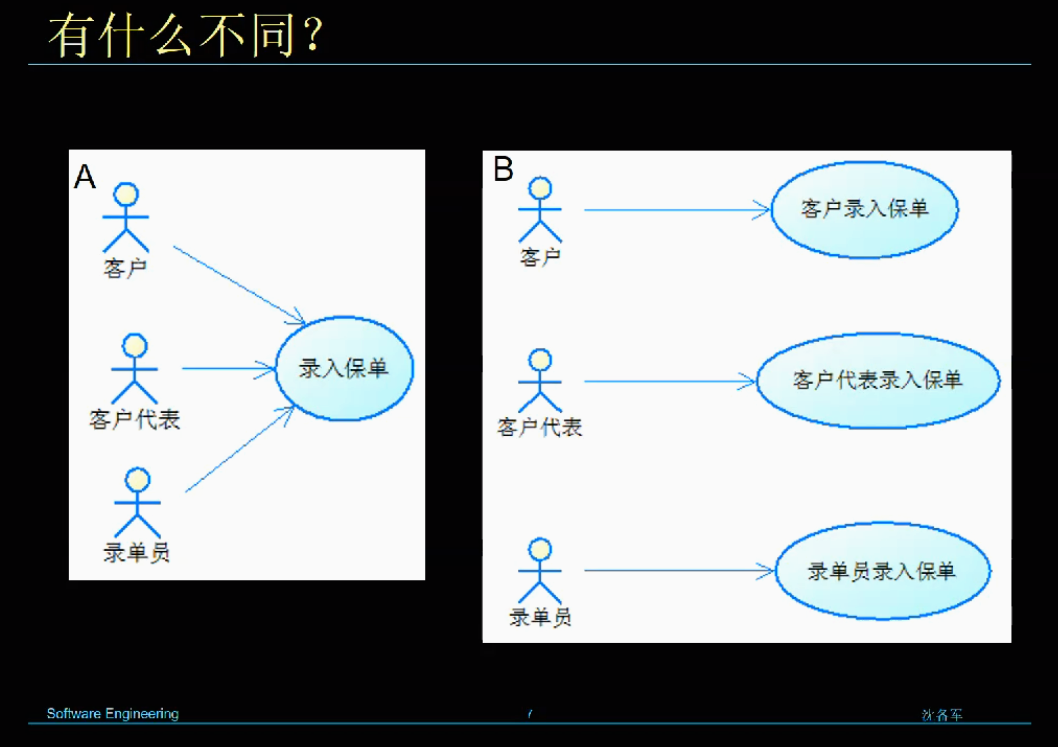 有什么不同？
A
客户
客户代表
录单员
录入保单
B
客户
客户录入保单
客户代表
客户代表录入保单
录单员
录单员录入保单
Software Engineering
7